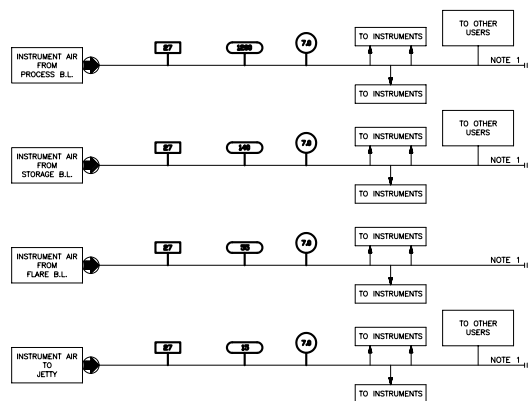 TO OTHER
USERS
27
7.0
TO INSTRUMENTS
INSTRUMENT AIR
FROM
PROCESS B.L.
NOTE 1
TO INSTRUMENTS
TO OTHER
USERS
27
7.0
TO INSTRUMENTS
INSTRUMENT AIR
FROM
STORAGE B.L.
NOTE 1
TO INSTRUMENTS
27
7.0
TO INSTRUMENTS
INSTRUMENT AIR
FROM
FLARE B.L.
NOTE 1
TO INSTRUMENTS
TO OTHER
USERS
27
15
7.0
TO INSTRUMENTS
INSTRUMENT AIR
TO
JETTY
NOTE 1
TO INSTRUMENTS